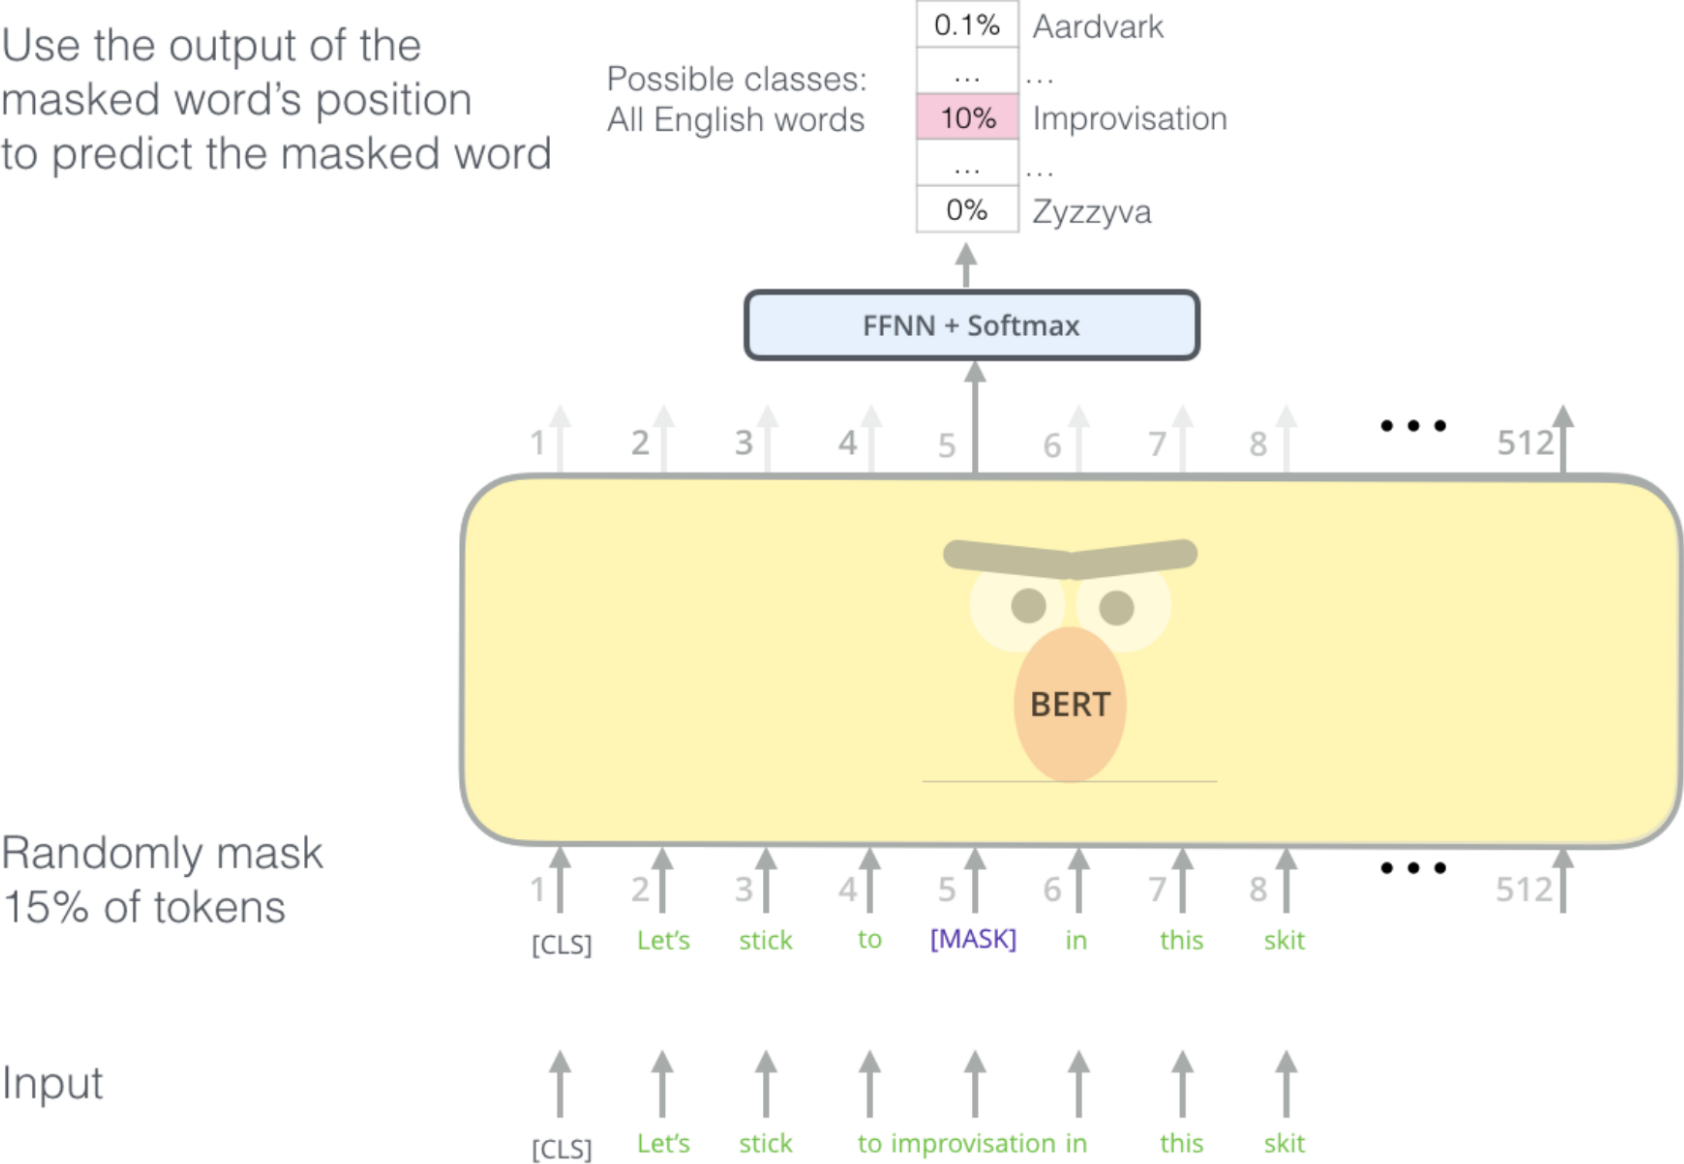 Use the output of the
masked word's position
to predict the masked word
Possible classes:
All English words
0.1% Aardvark
... ...
10% Improvisation
... ...
0% Zyzzyva
FFNN + Softmax
1 2 3 4 5 6 7 8 ••• 512
BERT
Randomly mask
15% of tokens
1 2 3 4 5 6 7 8 ••• 512
[CLS] Let's stick to [MASK] in this skit
Input
[CLS] Let's stick to improvisation in this skit